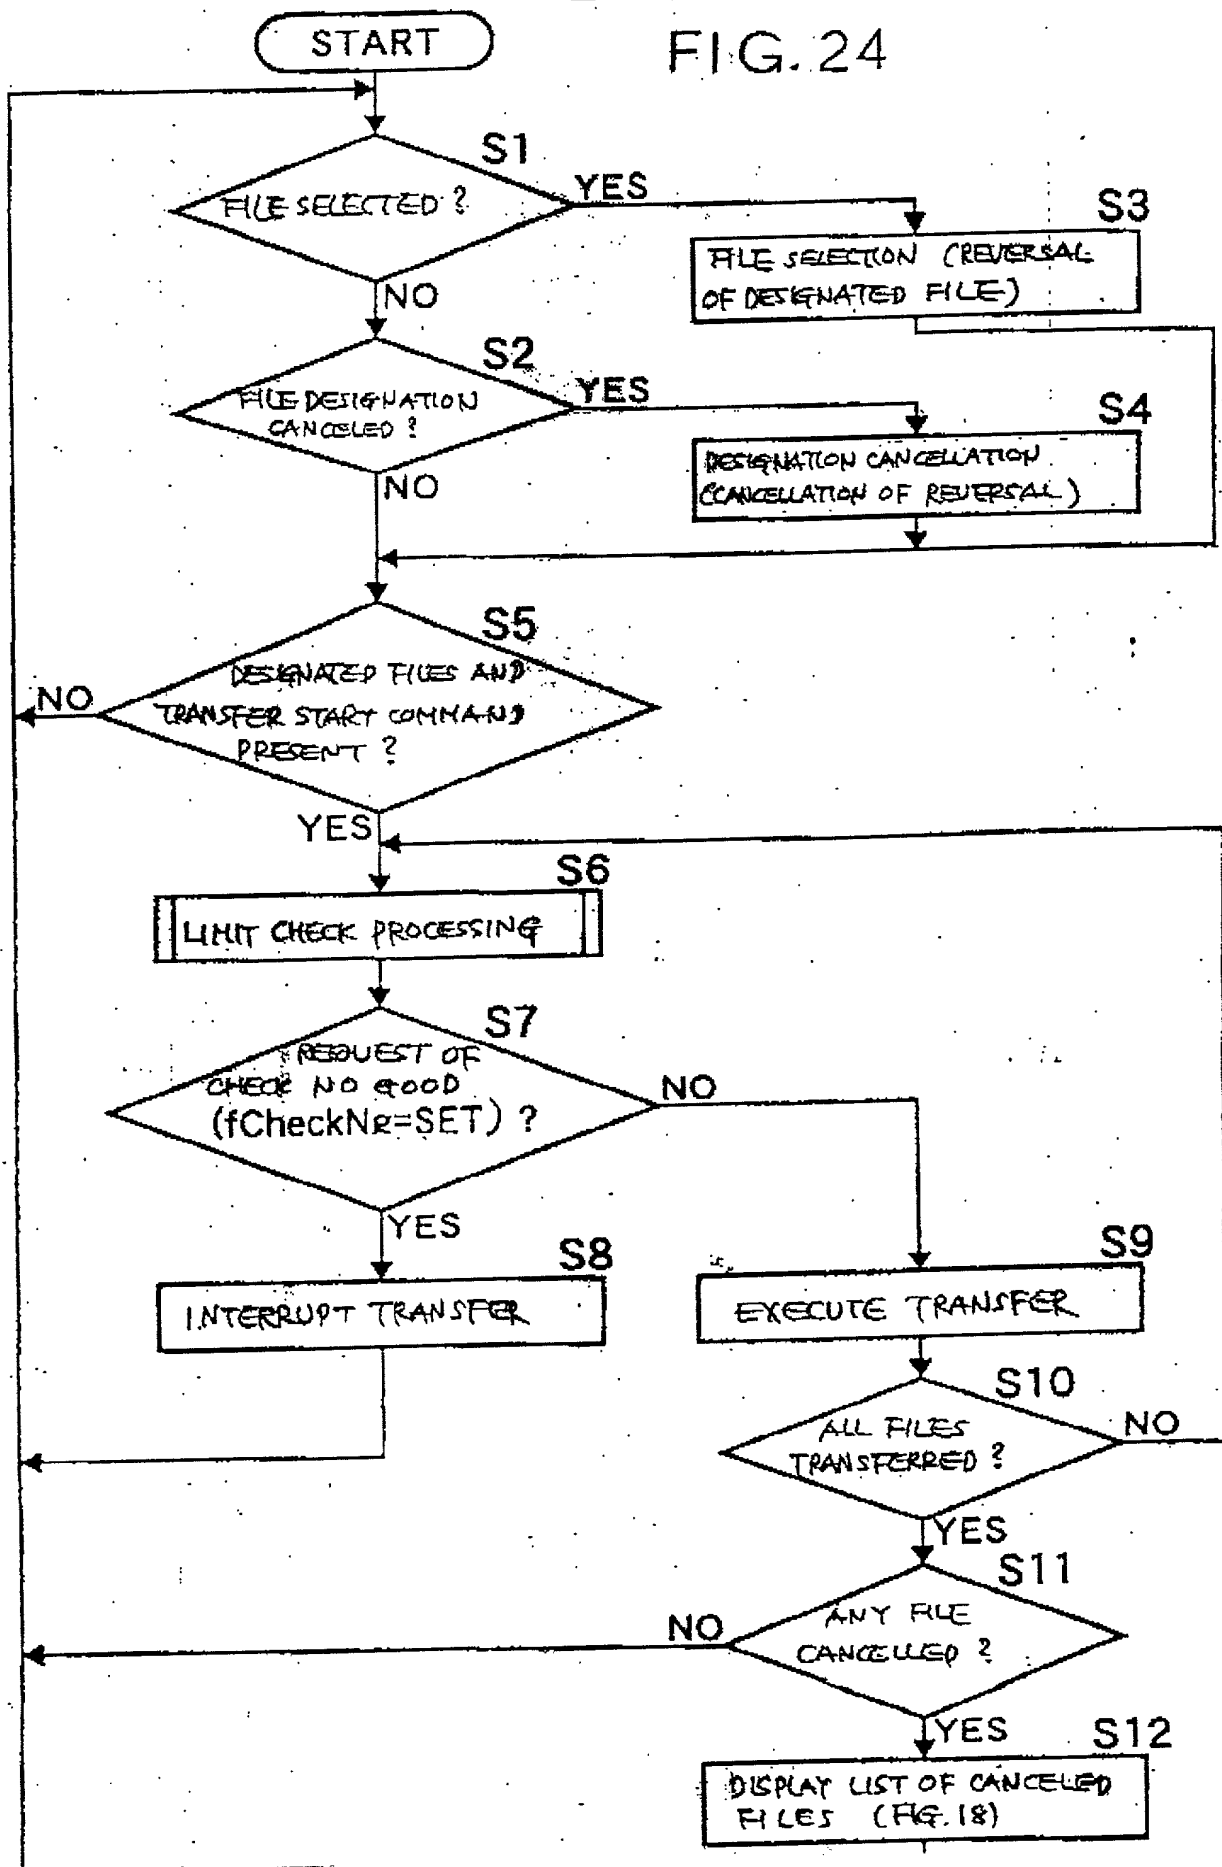 START
FIG. 24
S1
FILE SELECTED ?
YES
NO
S3
FILE SELECTION (REVERSAL
OF DESIGNATED FILE)
S2
FILE DESIGNATION
CANCELED ?
YES
NO
S4
DESIGNATION CANCELLATION
(CANCELLATION OF REVERSAL)
S5
DESIGNATED FILES AND
TRANSFER START COMMAND
PRESENT ?
NO
YES
S6
LIMIT CHECK PROCESSING
S7
REQUEST OF
CHECK NO GOOD
(fCheckNg=SET) ?
NO
YES
S8
INTERRUPT TRANSFER
S9
EXECUTE TRANSFER
S10
ALL FILES
TRANSFERRED ?
NO
YES
S11
ANY FILE
CANCELLED ?
NO
YES
S12
DISPLAY LIST OF CANCELED
FILES (FIG. 18)